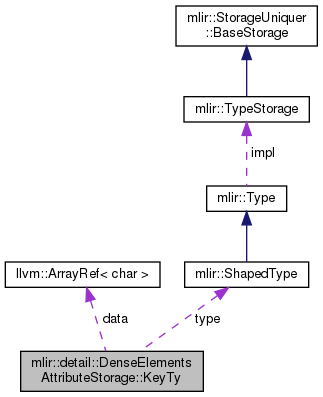 mlir::StorageUniquer
::BaseStorage
mlir::TypeStorage
impl
mlir::Type
llvm::ArrayRef< char >
mlir::ShapedType
data
type
mlir::detail::DenseElements
AttributeStorage::KeyTy